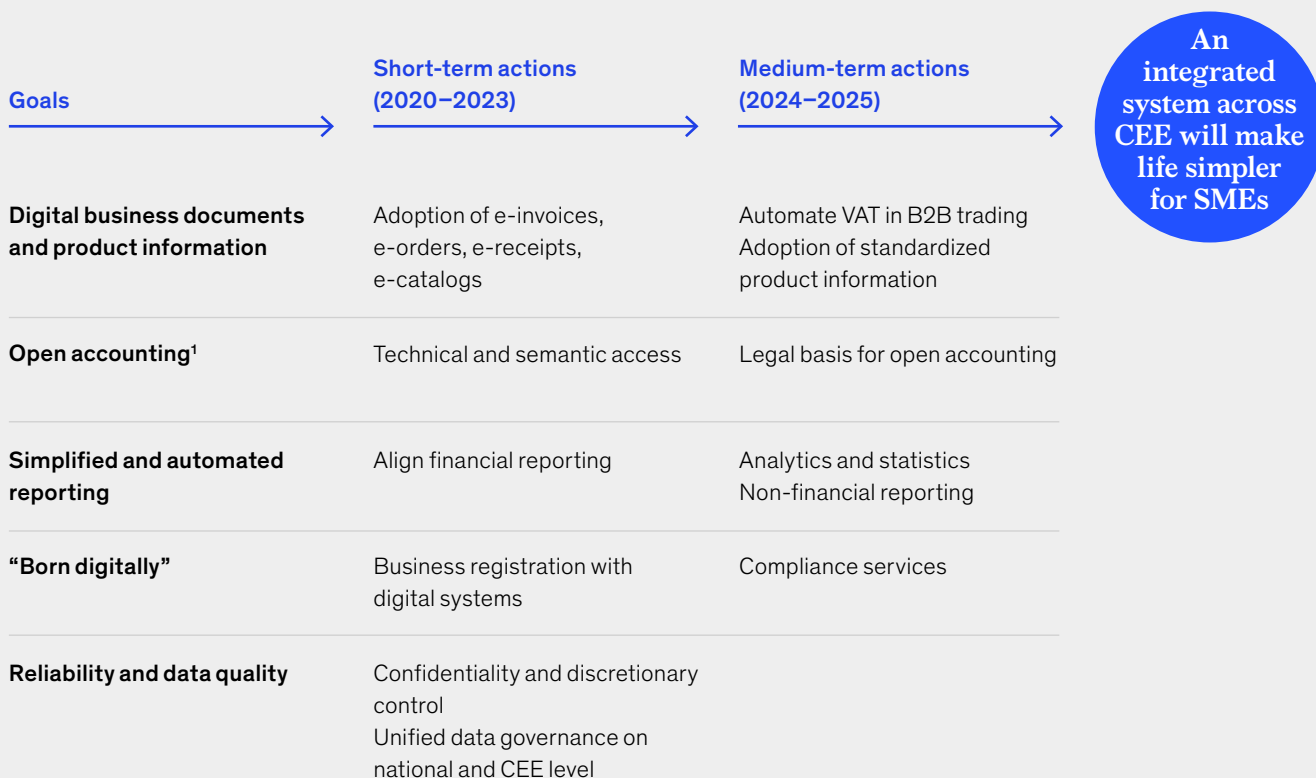 Goals
Short-term actions
(2020–2023)
Medium-term actions
(2024–2025)
An
integrated
system across
CEE will make
life simpler
for SMEs
Digital business documents
and product information
Adoption of e-invoices,
e-orders, e-receipts,
e-catalogs
Automate VAT in B2B trading
Adoption of standardized
product information
Open accounting¹
Technical and semantic access
Legal basis for open accounting
Simplified and automated
reporting
Align financial reporting
Analytics and statistics
Non-financial reporting
“Born digitally”
Business registration with
digital systems
Compliance services
Reliability and data quality
Confidentiality and discretionary
control
Unified data governance on
national and CEE level